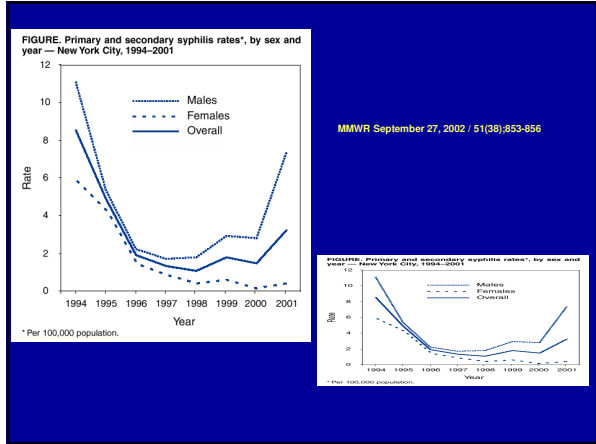 FIGURE. Primary and secondary syphilis rates*, by sex and
year — New York City, 1994–2001
12
10
8
6
4
2
0
Rate
Males
Females
Overall
1994 1995 1996 1997 1998 1999 2000 2001
Year
* Per 100,000 population.
MMWR September 27, 2002 / 51(38);853-856
FIGURE. Primary and secondary syphilis rates*, by sex and
year — New York City, 1994–2001
12
10
8
6
4
2
0
Rate
Males
Females
Overall
1994 1995 1996 1997 1998 1999 2000 2001
Year
* Per 100,000 population.